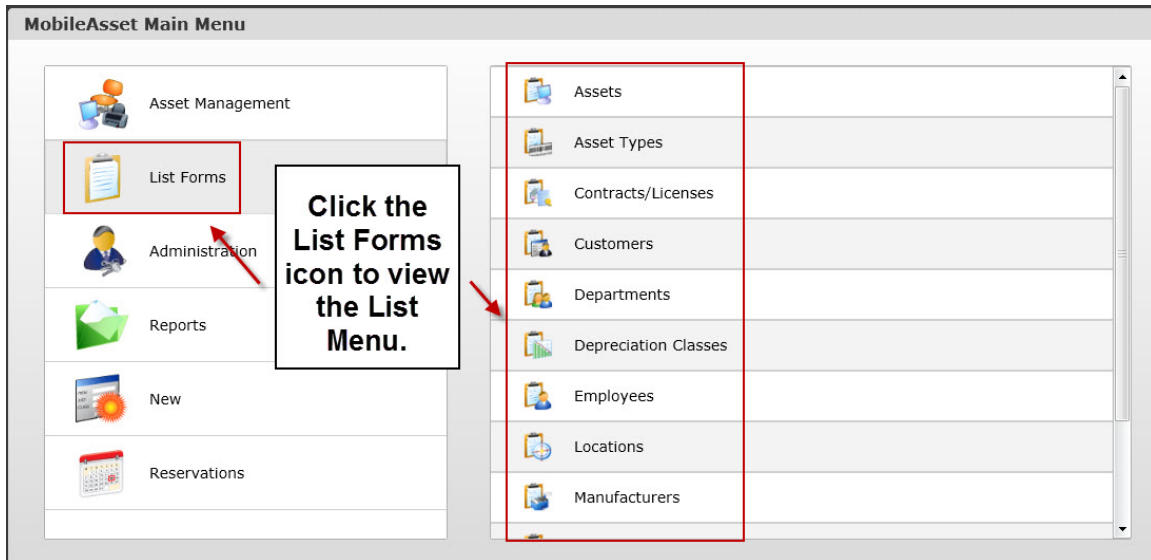 MobileAsset Main Menu
Asset Management
List Forms
Administration
Reports
New
Reservations
Click the
List Forms
icon to view
the List
Menu.
Assets
Asset Types
Contracts/Licenses
Customers
Departments
Depreciation Classes
Employees
Locations
Manufacturers